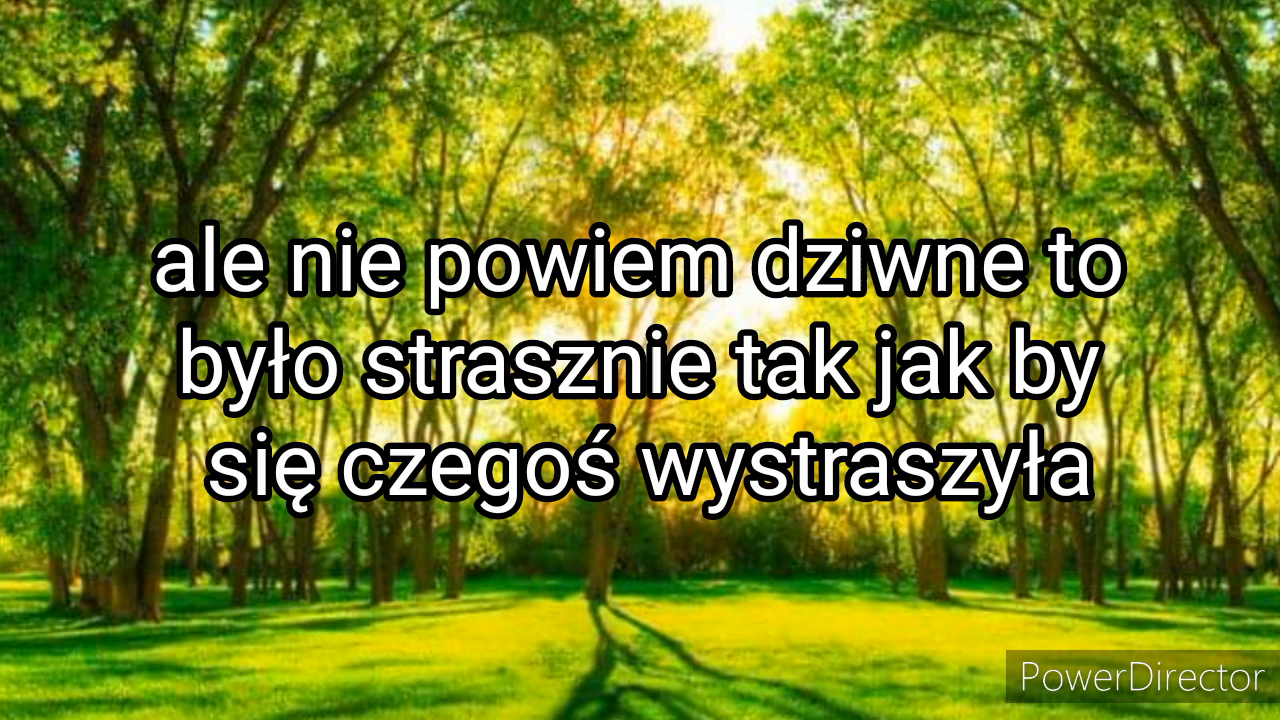 ale nie powiem dziwne to
było strasznie tak jak by
się czegoś wystraszyła
PowerDirector